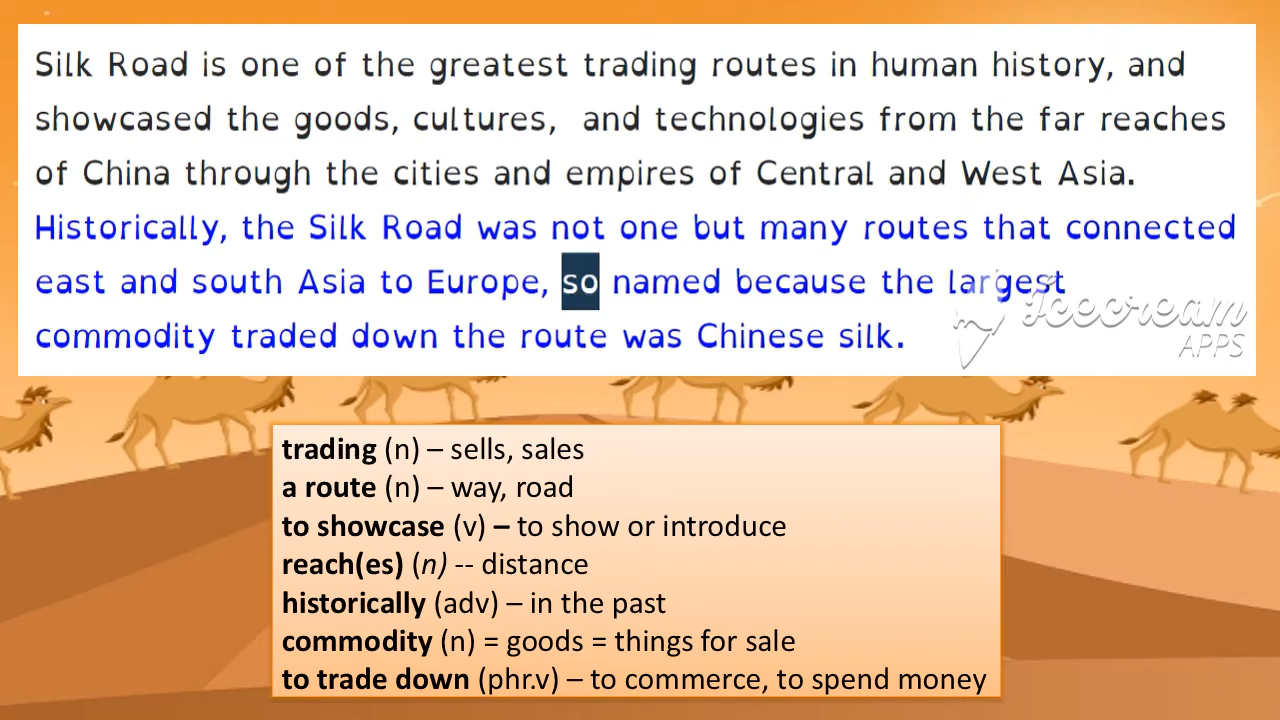 Silk Road is one of the greatest trading routes in human history, and
showcased the goods, cultures,  and technologies from the far reaches
of China through the cities and empires of Central and West Asia.
Historically, the Silk Road was not one but many routes that connected
east and south Asia to Europe, so named because the largest
commodity traded down the route was Chinese silk.
Icecream
APPS
trading (n) – sells, sales
a route (n) – way, road
to showcase (v) – to show or introduce
reach(es) (n) -- distance
historically (adv) – in the past
commodity (n) = goods = things for sale
to trade down (phr.v) – to commerce, to spend money